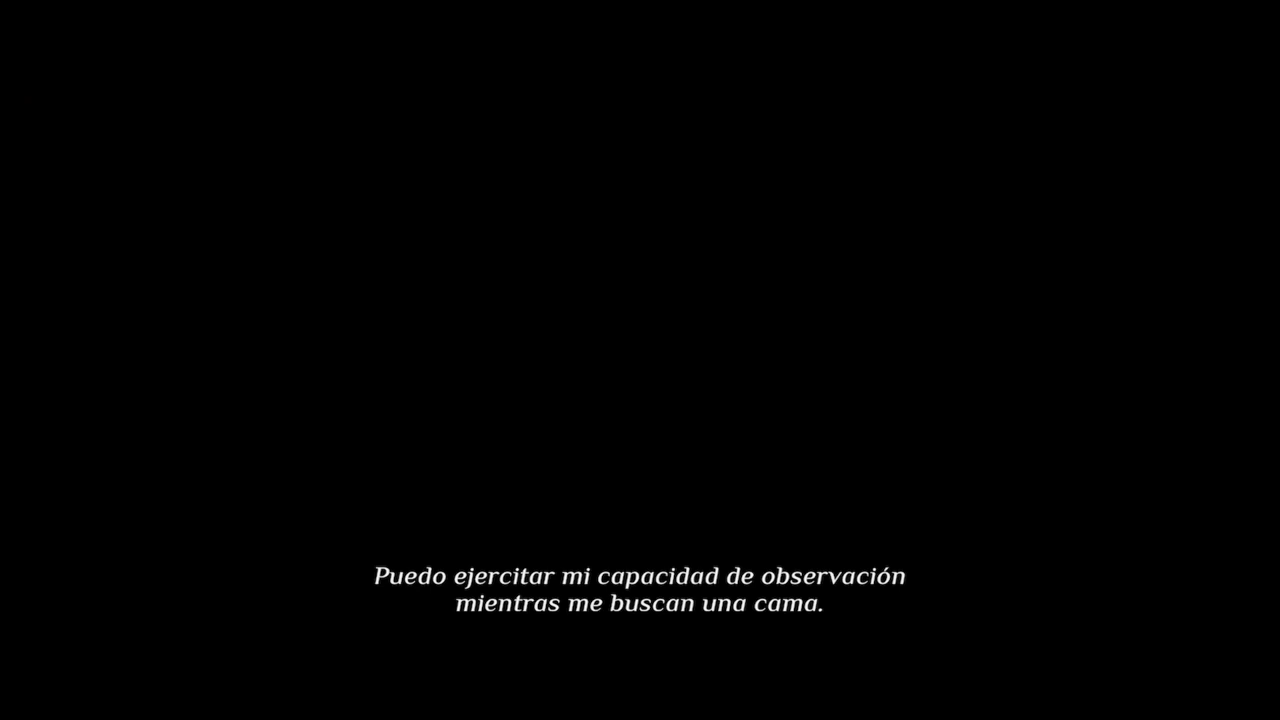 Puedo ejercitar mi capacidad de observación
mientras me buscan una cama.